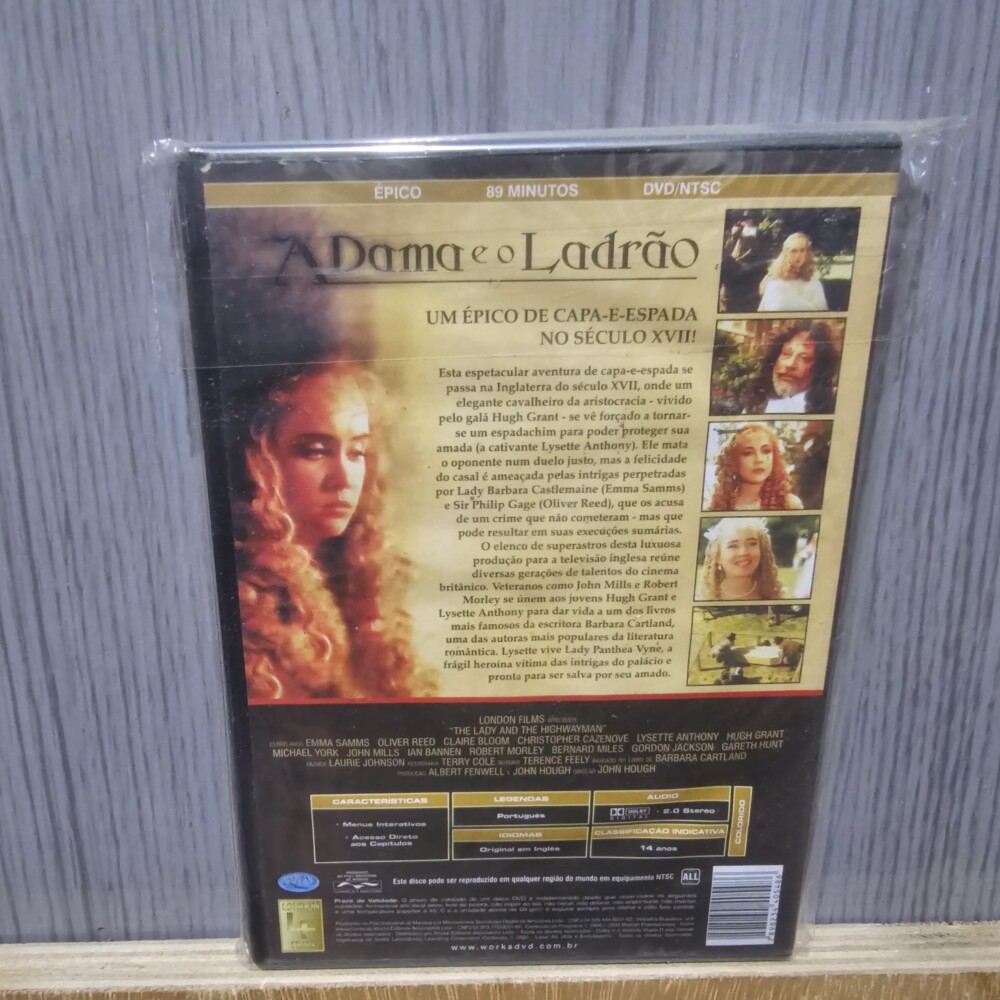 ÉPICO 89 MINUTOS DVD/NTSC
A Dama e o Ladrão
UM ÉPICO DE CAPA-E-ESPADA
NO SÉCULO XVII!
Esta espetacular aventura de capa-e-espada se
passa na Inglaterra do século XVII, onde um
elegante cavalheiro da aristocracia - vivido
pelo galã Hugh Grant - se vê forçado a tornar-
se um espadachim para poder proteger sua
amada (a cativante Lysette Anthony). Ele mata
o oponente num duelo justo, mas a felicidade
do casal é ameaçada pelas intrigas perpetradas
por Lady Barbara Castlemaine (Emma Samms)
e Sir Philip Gage (Oliver Reed), que os acusa
de um crime que não cometeram - mas que
pode resultar em suas execuções sumárias.
O elenco de superastros desta luxuosa
produção para a televisão inglesa reúne
diversas gerações de talentos do cinema
britânico. Veteranos como John Mills e Robert
Morley se únem aos jovens Hugh Grant e
Lysette Anthony para dar vida a um dos livros
mais famosos da escritora Barbara Cartland,
uma das autoras mais populares da literatura
romântica. Lysette vive Lady Panthea Vyne, a
frágil heroína vítima das intrigas do palácio e
pronta para ser salva por seu amado.
LONDON FILMS
"THE LADY AND THE HIGHWAYMAN"
EMMA SAMMS OLIVER REED CLAIRE BLOOM CHRISTOPHER CAZENOVE LYSETTE ANTHONY HUGH GRANT
MICHAEL YORK JOHN MILLS IAN BANNEN ROBERT MORLEY BERNARD MILES GORDON JACKSON GARETH HUNT
LAURIE JOHNSON TERRY COLE TERENCE FEELY BARBARA CARTLAND
PRODUÇÃO ALBERT FENWELL E JOHN HOUGH DIREÇÃO JOHN HOUGH
CARACTERÍSTICAS
· Menus Interativos
· Acesso Direto
aos Capítulos
LEGENDAS
Português
IDIOMAS
Original em Inglês
ÁUDIO
DOLBY DIGITAL · 2.0 Stereo
CLASSIFICAÇÃO INDICATIVA
14 anos
COLORIDO
Este disco pode ser reproduzido em qualquer região do mundo em equipamento NTSC ALL
www.worksdvd.com.br